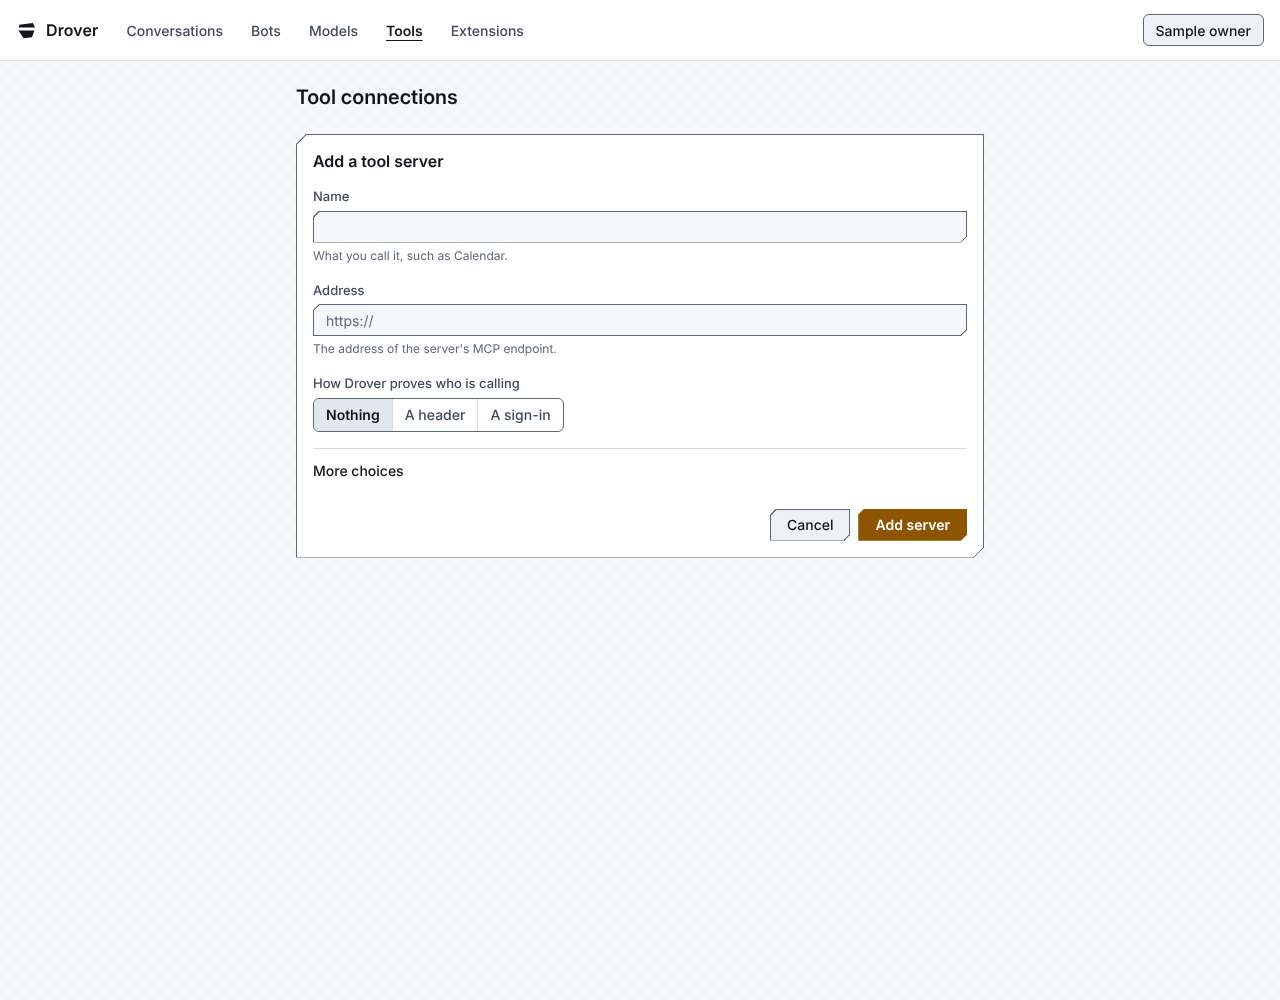 Drover
Conversations
Bots
Models
Tools
Extensions
Sample owner
Tool connections
Add a tool server
Name
What you call it, such as Calendar.
Address
https://
The address of the server's MCP endpoint.
How Drover proves who is calling
Nothing
A header
A sign-in
More choices
Cancel
Add server